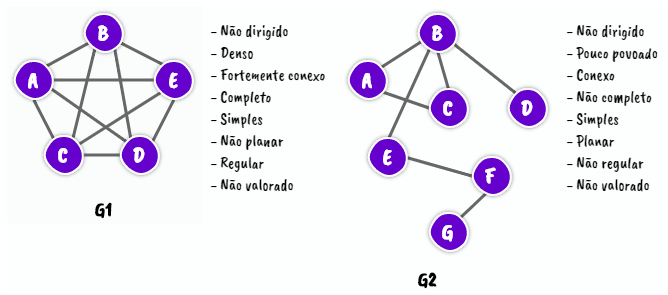 B
A
E
C
D
G1
- Não dirigido
- Denso
- Fortemente conexo
- Completo
- Simples
- Não planar
- Regular
- Não valorado
B
A
C
D
E
F
G
G2
- Não dirigido
- Pouco povoado
- Conexo
- Não completo
- Simples
- Planar
- Não regular
- Não valorado